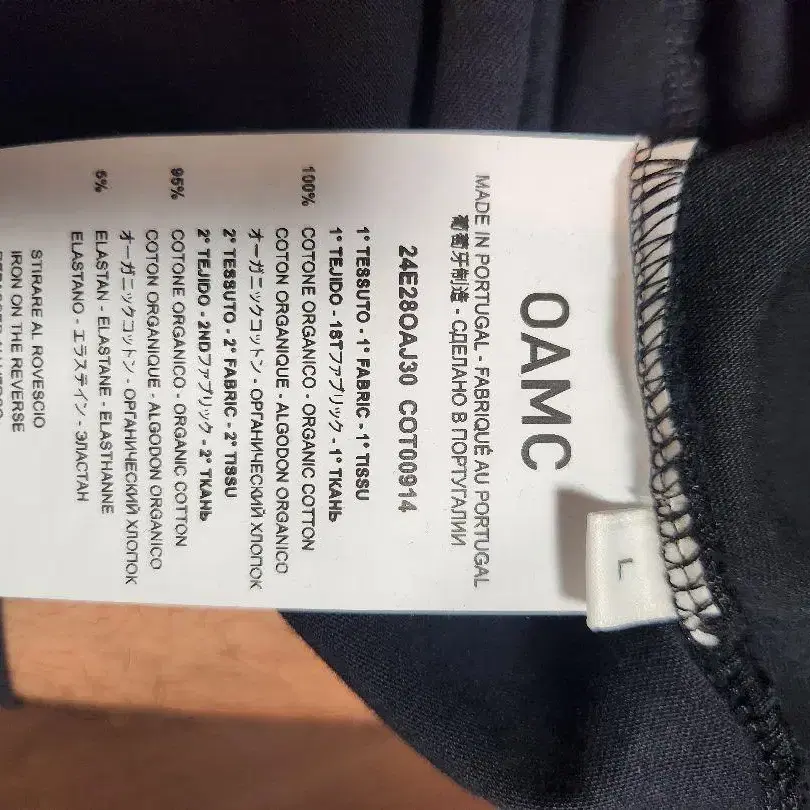 OAMC
L
MADE IN PORTUGAL - FABRIQUÉ AU PORTUGAL
葡萄牙制造 - СДЕЛАНО В ПОРТУГАЛИИ
24E28OAJ30 COT00914
1° TESSUTO - 1° FABRIC - 1° TISSU
1° TEJIDO - 1STファブリック - 1° ТКАНЬ
100% COTONE ORGANICO - ORGANIC COTTON
COTON ORGANIQUE - ALGODON ORGANICO
オーガニックコットン - ОРГАНИЧЕСКИЙ ХЛОПОК
2° TESSUTO - 2° FABRIC - 2° TISSU
2° TEJIDO - 2NDファブリック - 2° ТКАНЬ
95% COTONE ORGANICO - ORGANIC COTTON
COTON ORGANIQUE - ALGODON ORGANICO
オーガニックコットン - ОРГАНИЧЕСКИЙ ХЛОПОК
5% ELASTAN - ELASTANE - ELASTHANNE
ELASTANO - エラステイン - ЭЛАСТАН
STIRARE AL ROVESCIO
IRON ON THE REVERSE